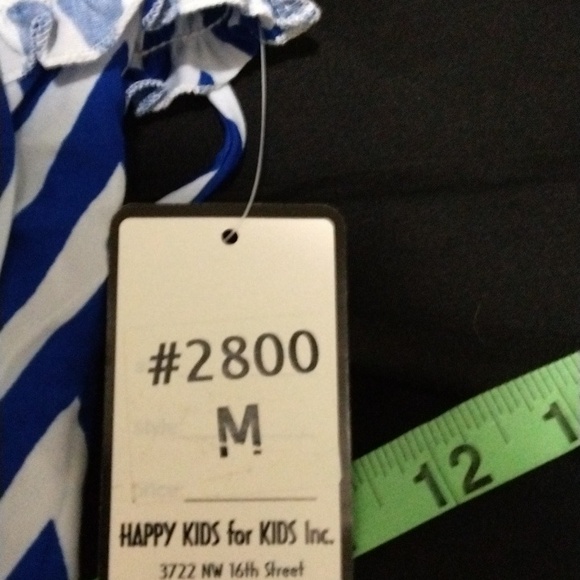 #2800
M
style:
price:
HAPPY KIDS for KIDS Inc.
3722 NW 16th Street
12
1